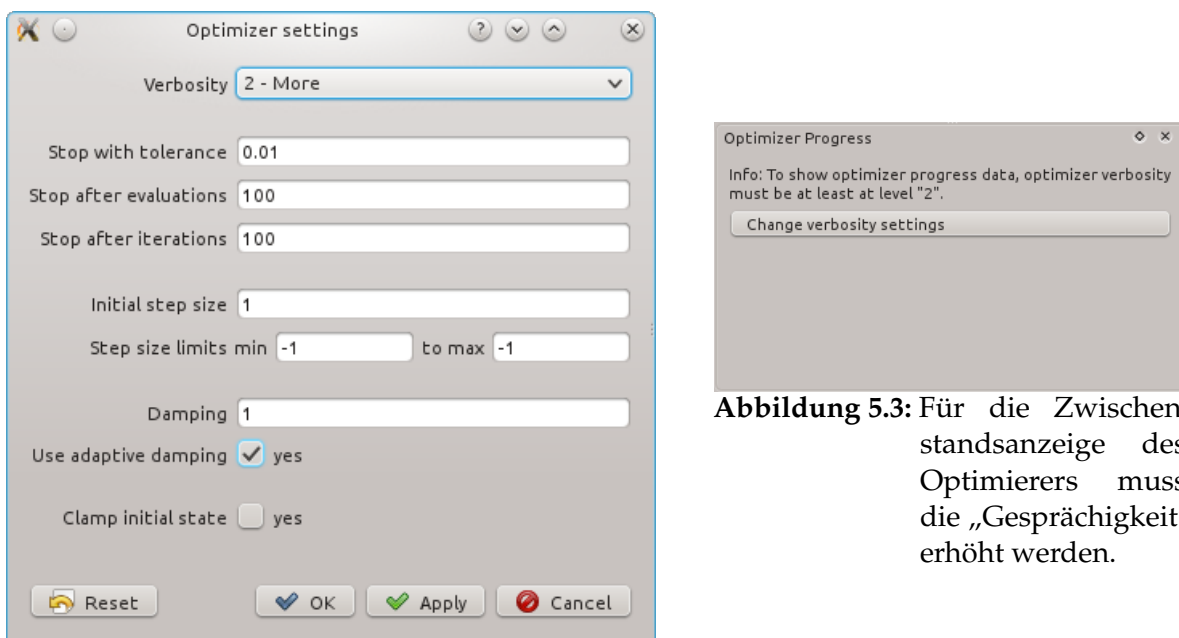 Optimizer settings
Verbosity 2 - More
Stop with tolerance 0.01
Stop after evaluations 100
Stop after iterations 100
Initial step size 1
Step size limits min -1 to max -1
Damping 1
Use adaptive damping yes
Clamp initial state yes
Reset OK Apply Cancel
Optimizer Progress
Info: To show optimizer progress data, optimizer verbosity
must be at least at level "2".
Change verbosity settings
Abbildung 5.3: Für die Zwischen
standsanzeige des
Optimierers muss
die „Gesprächigkeit
erhöht werden.